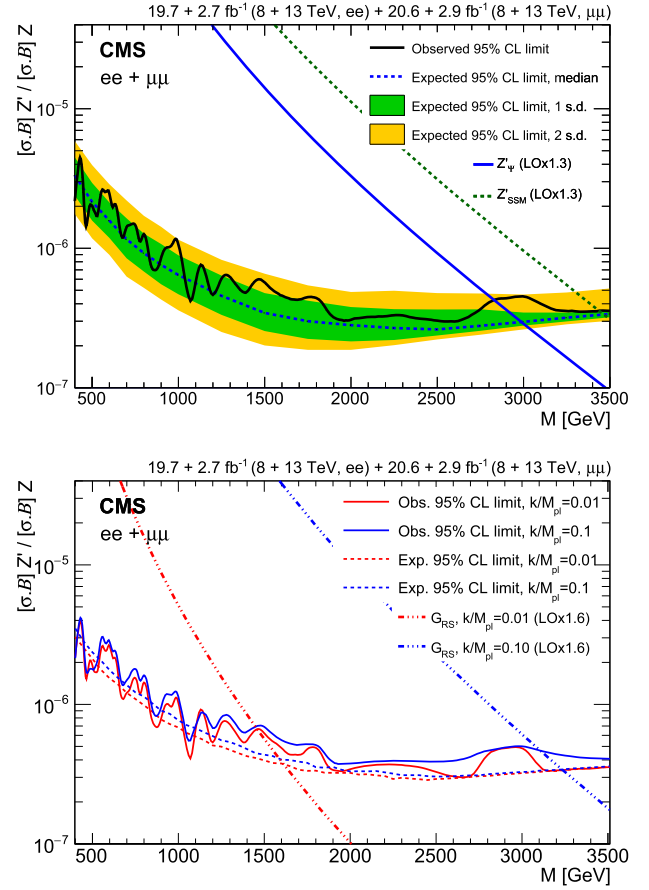 19.7 + 2.7 fb⁻¹ (8 + 13 TeV, ee) + 20.6 + 2.9 fb⁻¹ (8 + 13 TeV, μμ)
[σ.B] Z' / [σ.B] Z
CMS
ee + μμ
Observed 95% CL limit
Expected 95% CL limit, median
Expected 95% CL limit, 1 s.d.
Expected 95% CL limit, 2 s.d.
Z'Ψ (LOx1.3)
Z'SSM (LOx1.3)
10⁻⁵
10⁻⁶
10⁻⁷
500 1000 1500 2000 2500 3000 3500
M [GeV]
19.7 + 2.7 fb⁻¹ (8 + 13 TeV, ee) + 20.6 + 2.9 fb⁻¹ (8 + 13 TeV, μμ)
[σ.B] Z' / [σ.B] Z
CMS
ee + μμ
Obs. 95% CL limit, k/Mpl=0.01
Obs. 95% CL limit, k/Mpl=0.1
Exp. 95% CL limit, k/Mpl=0.01
Exp. 95% CL limit, k/Mpl=0.1
GRS, k/Mpl=0.01 (LOx1.6)
GRS, k/Mpl=0.10 (LOx1.6)
10⁻⁵
10⁻⁶
10⁻⁷
500 1000 1500 2000 2500 3000 3500
M [GeV]